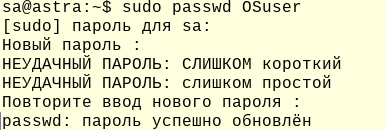 sa@astra:~$ sudo passwd OSuser
[sudo] пароль для sa:
Новый пароль :
НЕУДАЧНЫЙ ПАРОЛЬ: СЛИШКОМ короткий
НЕУДАЧНЫЙ ПАРОЛЬ: слишком простой
Повторите ввод нового пароля :
passwd: пароль успешно обновлён